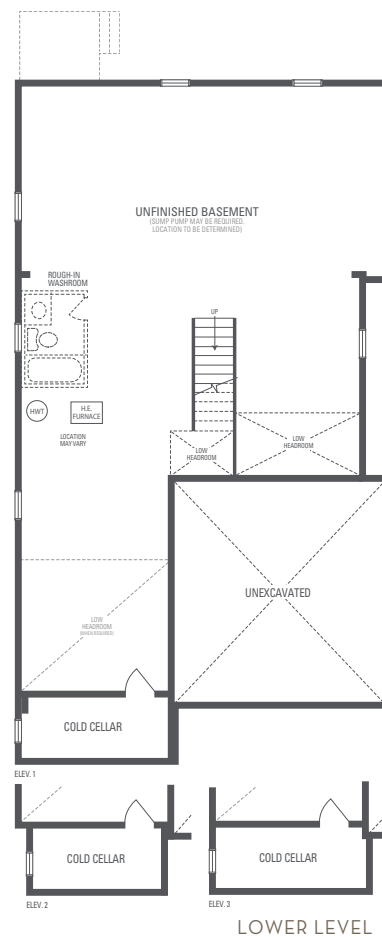 UNFINISHED BASEMENT
(SUMP PUMP MAY BE REQUIRED.
LOCATION TO BE DETERMINED)
ROUGH-IN
WASHROOM
UP
HWT
H.E.
FURNACE
LOCATION
MAY VARY
LOW
HEADROOM
LOW
HEADROOM
UNEXCAVATED
LOW
HEADROOM
(WHEN REQUIRED)
COLD CELLAR
ELEV. 1
COLD CELLAR
ELEV. 2
COLD CELLAR
ELEV. 3
LOWER LEVEL